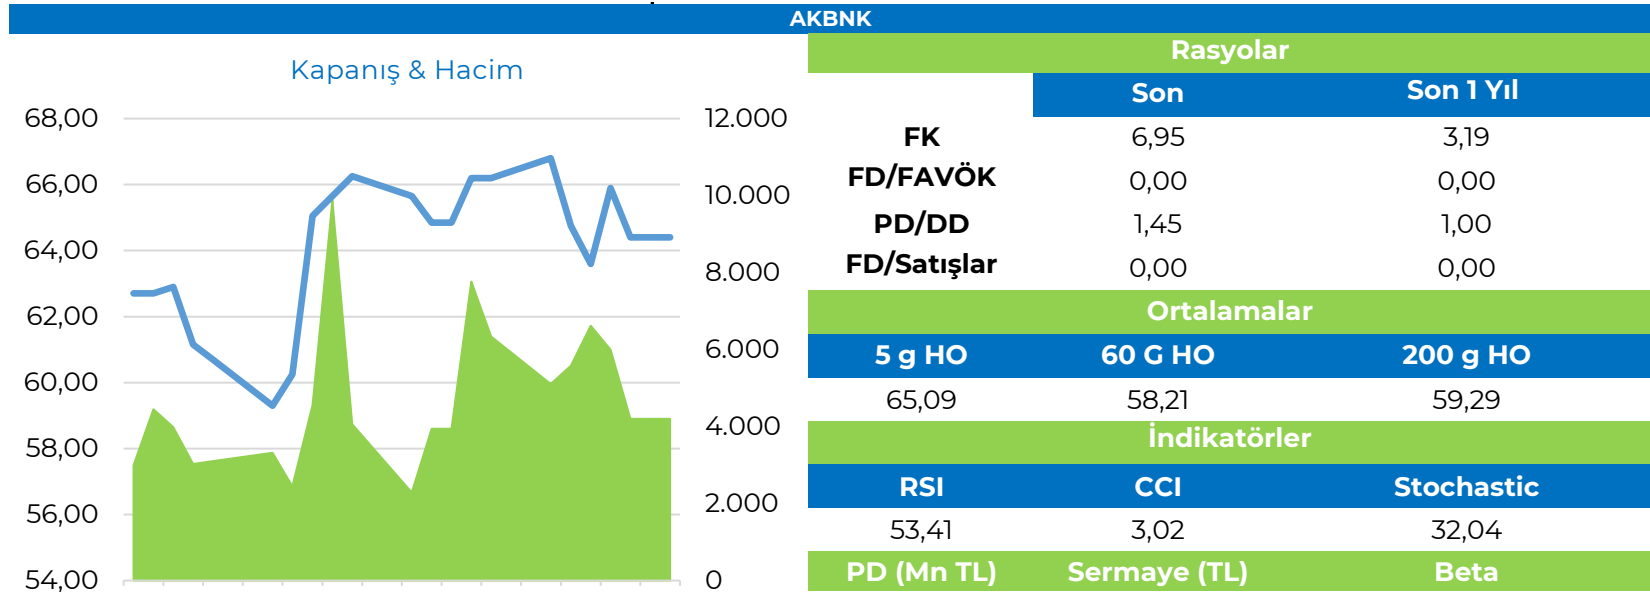 AKBNK
Kapanış & Hacim
68,00
66,00
64,00
62,00
60,00
58,00
56,00
54,00
12.000
10.000
8.000
6.000
4.000
2.000
0
Rasyolar
Son Son 1 Yıl
FK 6,95 3,19
FD/FAVÖK 0,00 0,00
PD/DD 1,45 1,00
FD/Satışlar 0,00 0,00
Ortalamalar
5 g HO 60 G HO 200 g HO
65,09 58,21 59,29
İndikatörler
RSI CCI Stochastic
53,41 3,02 32,04
PD (Mn TL) Sermaye (TL) Beta